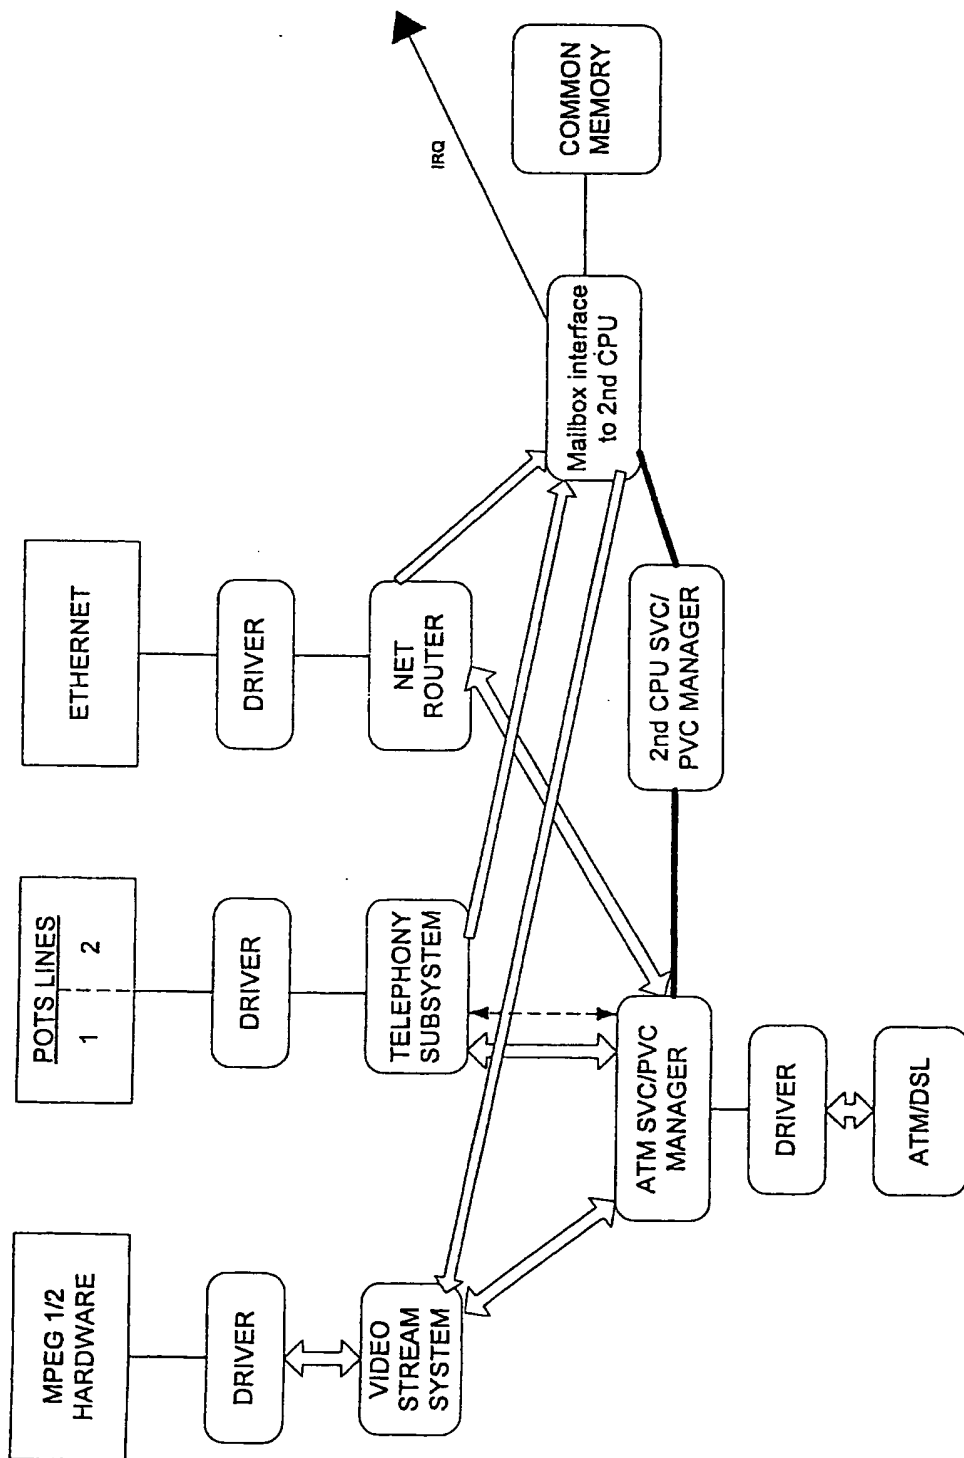 MPEG 1/2
HARDWARE
DRIVER
VIDEO
STREAM
SYSTEM
POTS LINES
1
2
DRIVER
TELEPHONY
SUBSYSTEM
ETHERNET
DRIVER
NET
ROUTER
ATM SVC/PVC
MANAGER
DRIVER
ATM/DSL
2nd CPU SVC/
PVC MANAGER
Mailbox interface
to 2nd CPU
IRQ
COMMON
MEMORY